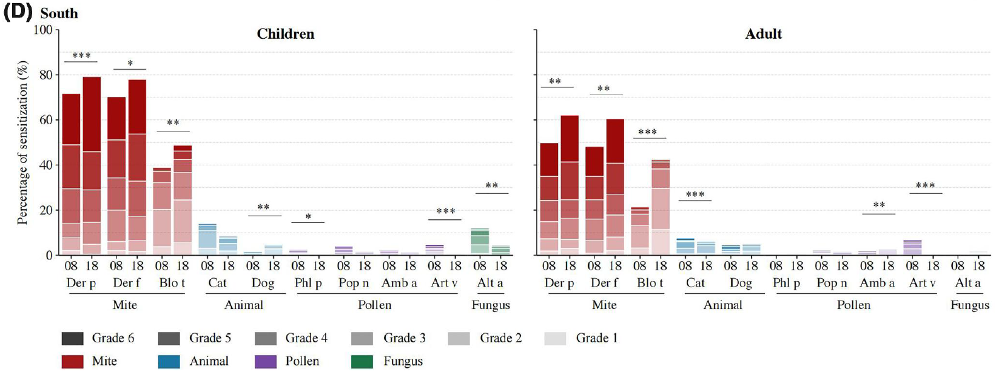 (D) South
Children Adult
Percentage of sensitization (%)
100
80
60
40
20
0
*** * ** ** * *** **
** ** *** *** ** ***
08 18 08 18 08 18 08 18 08 18 08 18 08 18 08 18 08 18 08 18 08 18 08 18 08 18 08 18 08 18 08 18 08 18 08 18 08 18 08 18
Der p Der f Blo t Cat Dog Phl p Pop n Amb a Art v Alt a Der p Der f Blo t Cat Dog Phl p Pop n Amb a Art v Alt a
Mite Animal Pollen Fungus Mite Animal Pollen Fungus
Grade 6 Grade 5 Grade 4 Grade 3 Grade 2 Grade 1
Mite Animal Pollen Fungus